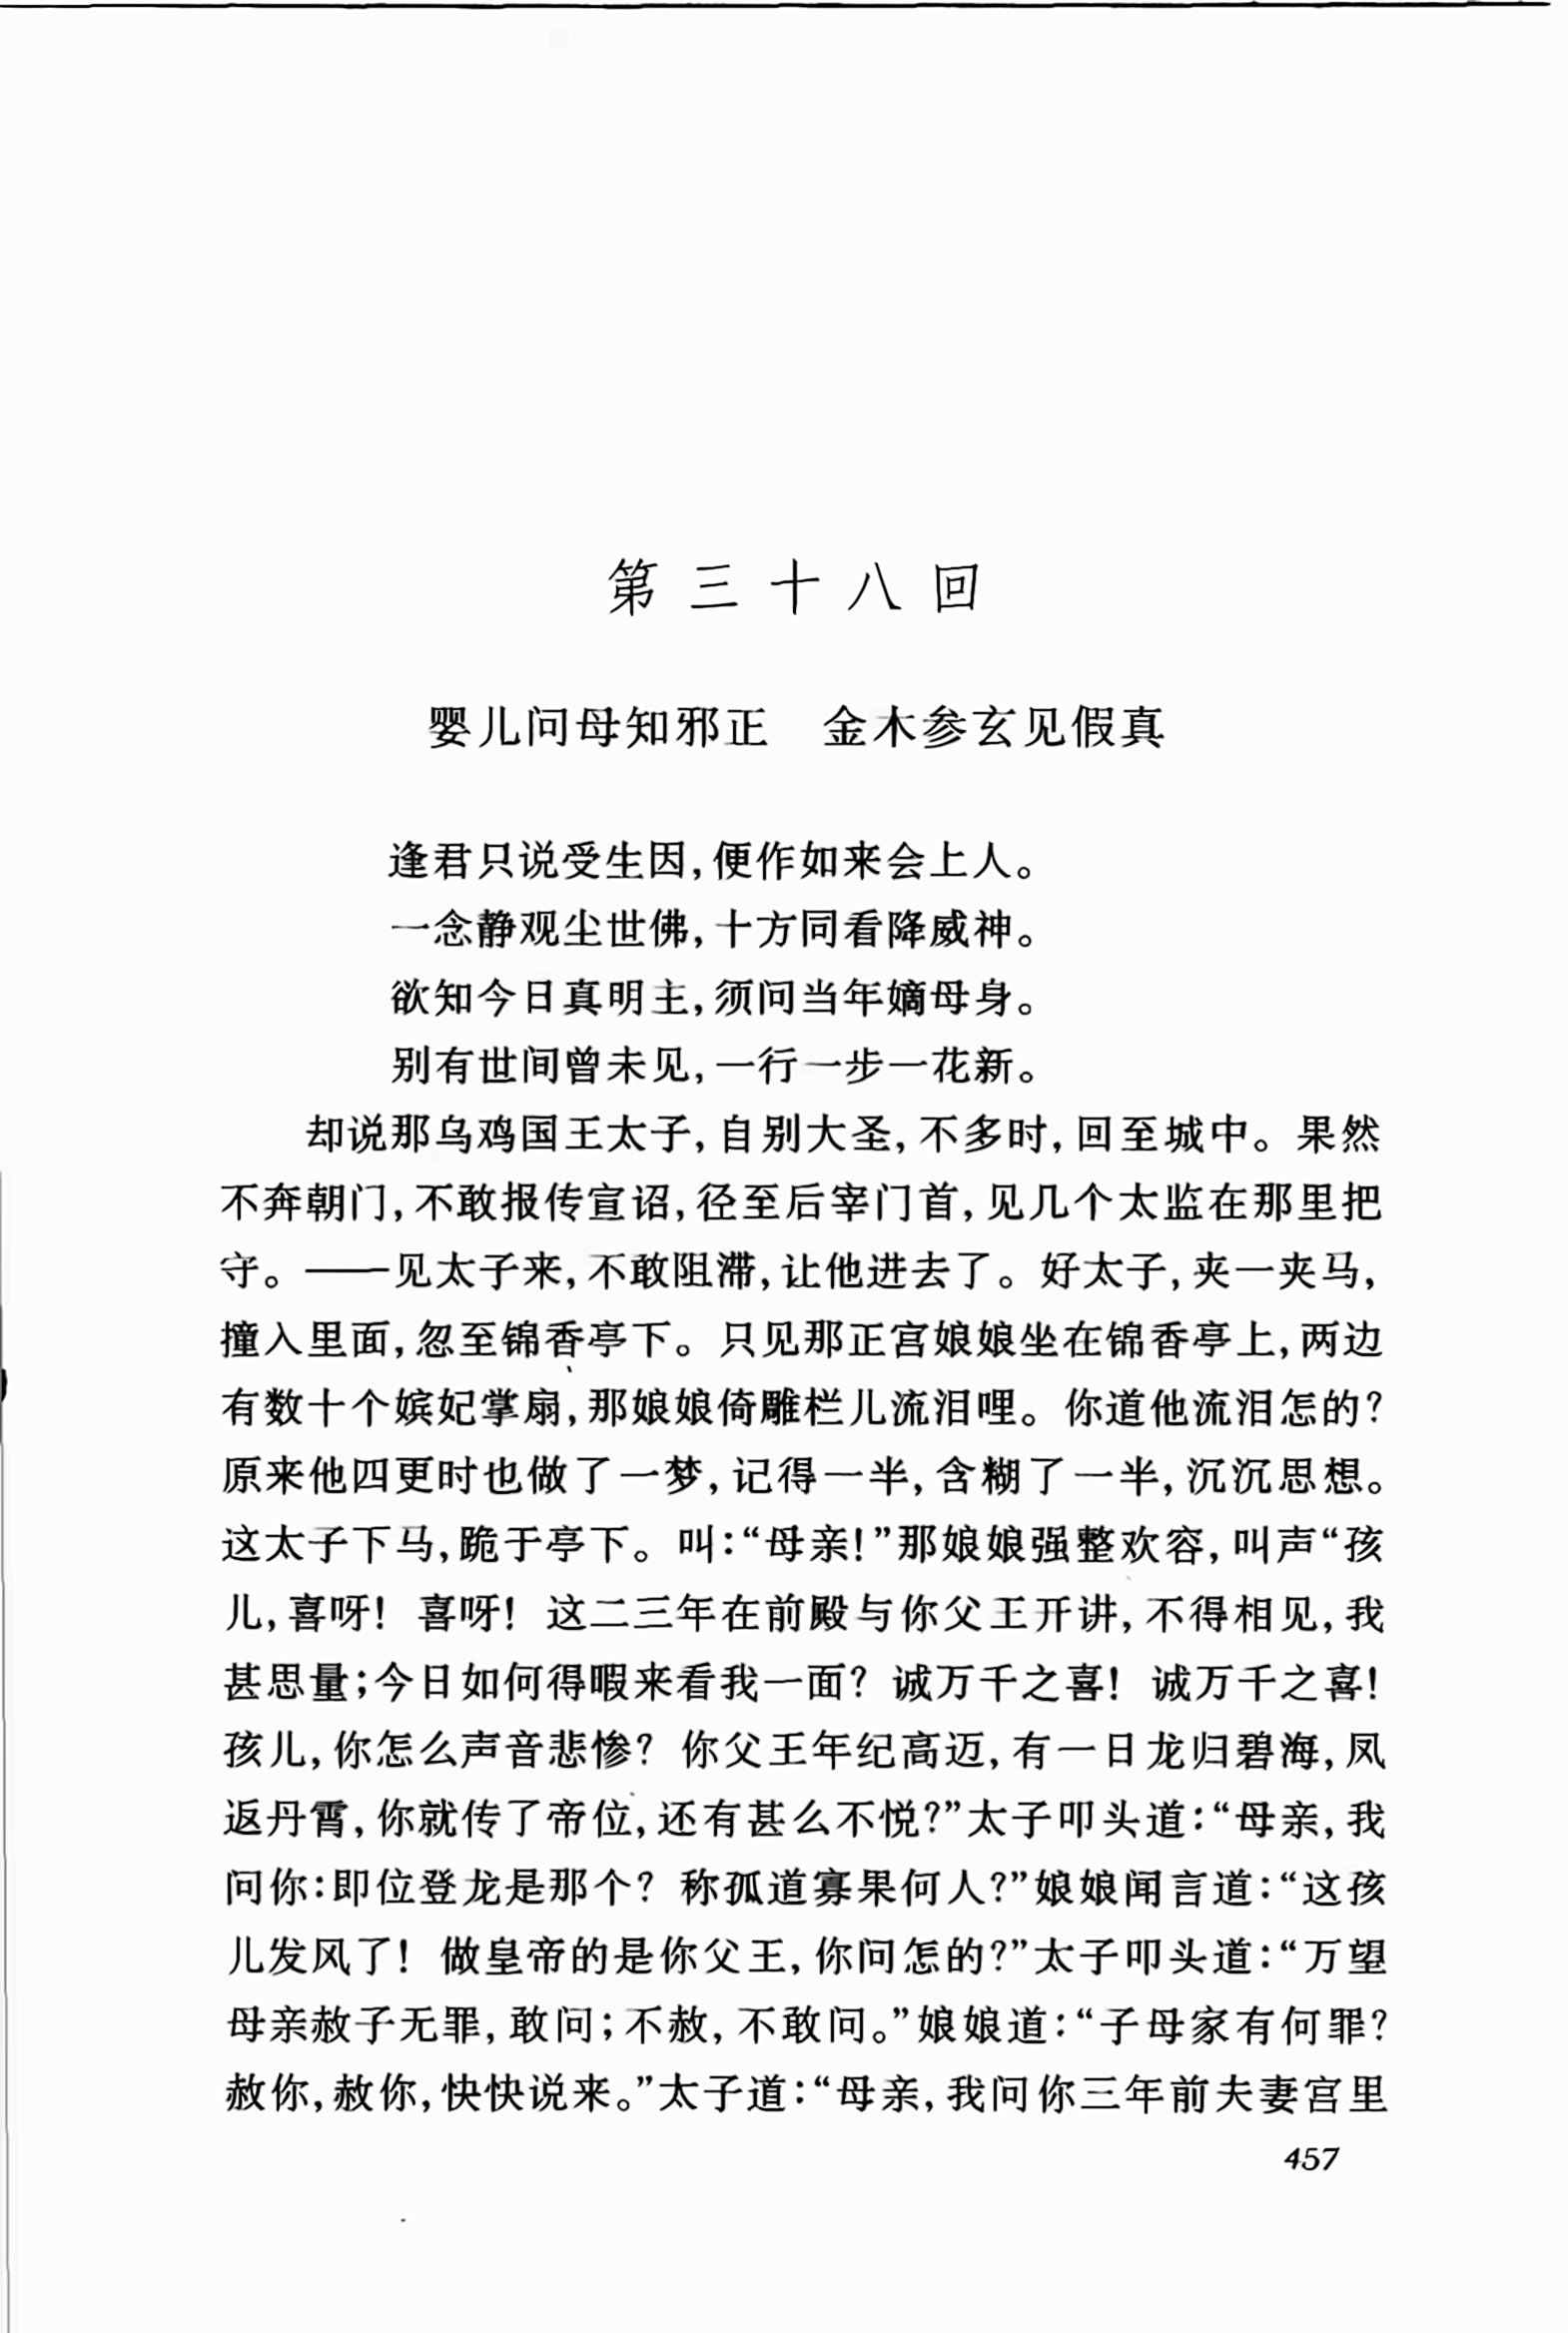 第三十八回
婴儿问母知邪正　金木参玄见假真
逢君只说受生因,便作如来会上人。
一念静观尘世佛,十方同看降威神。
欲知今日真明主,须问当年嫡母身。
别有世间曾未见,一行一步一花新。
却说那乌鸡国王太子,自别大圣,不多时,回至城中。果然
不奔朝门,不敢报传宣诏,径至后宰门首,见几个太监在那里把
守。——见太子来,不敢阻滞,让他进去了。好太子,夹一夹马,
撞入里面,忽至锦香亭下。只见那正宫娘娘坐在锦香亭上,两边
有数十个嫔妃掌扇,那娘娘倚雕栏儿流泪哩。你道他流泪怎的?
原来他四更时也做了一梦,记得一半,含糊了一半,沉沉思想。
这太子下马,跪于亭下。叫:“母亲!”那娘娘强整欢容,叫声“孩
儿,喜呀! 喜呀! 这二三年在前殿与你父王开讲,不得相见,我
甚思量;今日如何得暇来看我一面? 诚万千之喜! 诚万千之喜!
孩儿,你怎么声音悲惨? 你父王年纪高迈,有一日龙归碧海,凤
返丹霄,你就传了帝位,还有甚么不悦?”太子叩头道:“母亲,我
问你:即位登龙是那个? 称孤道寡果何人?”娘娘闻言道:“这孩
儿发风了! 做皇帝的是你父王,你问怎的?”太子叩头道:“万望
母亲赦子无罪,敢问;不赦,不敢问。”娘娘道:“子母家有何罪?
赦你,赦你,快快说来。”太子道:“母亲,我问你三年前夫妻宫里
457